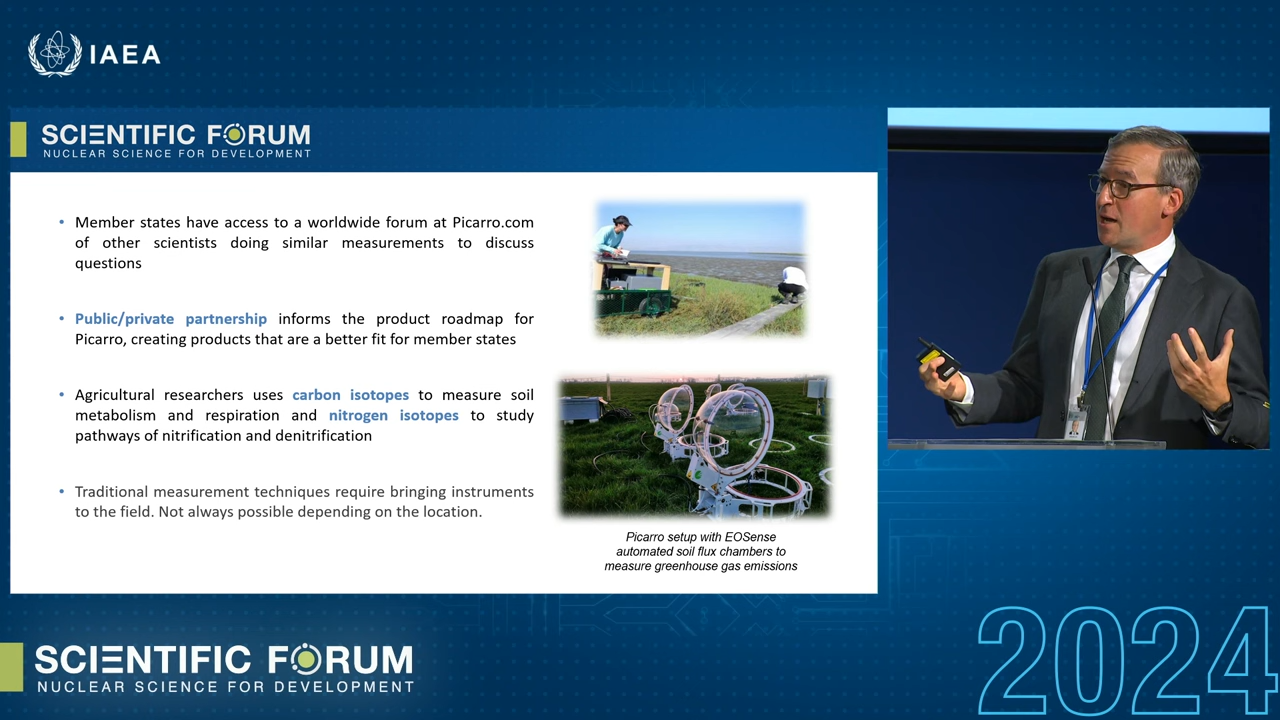 IAEA
SCIENTIFIC FORUM
NUCLEAR SCIENCE FOR DEVELOPMENT
• Member states have access to a worldwide forum at Picarro.com
of other scientists doing similar measurements to discuss
questions
• Public/private partnership informs the product roadmap for
Picarro, creating products that are a better fit for member states
• Agricultural researchers uses carbon isotopes to measure soil
metabolism and respiration and nitrogen isotopes to study
pathways of nitrification and denitrification
• Traditional measurement techniques require bringing instruments
to the field. Not always possible depending on the location.
Picarro setup with EOSense
automated soil flux chambers to
measure greenhouse gas emissions
SCIENTIFIC FORUM
NUCLEAR SCIENCE FOR DEVELOPMENT
2024